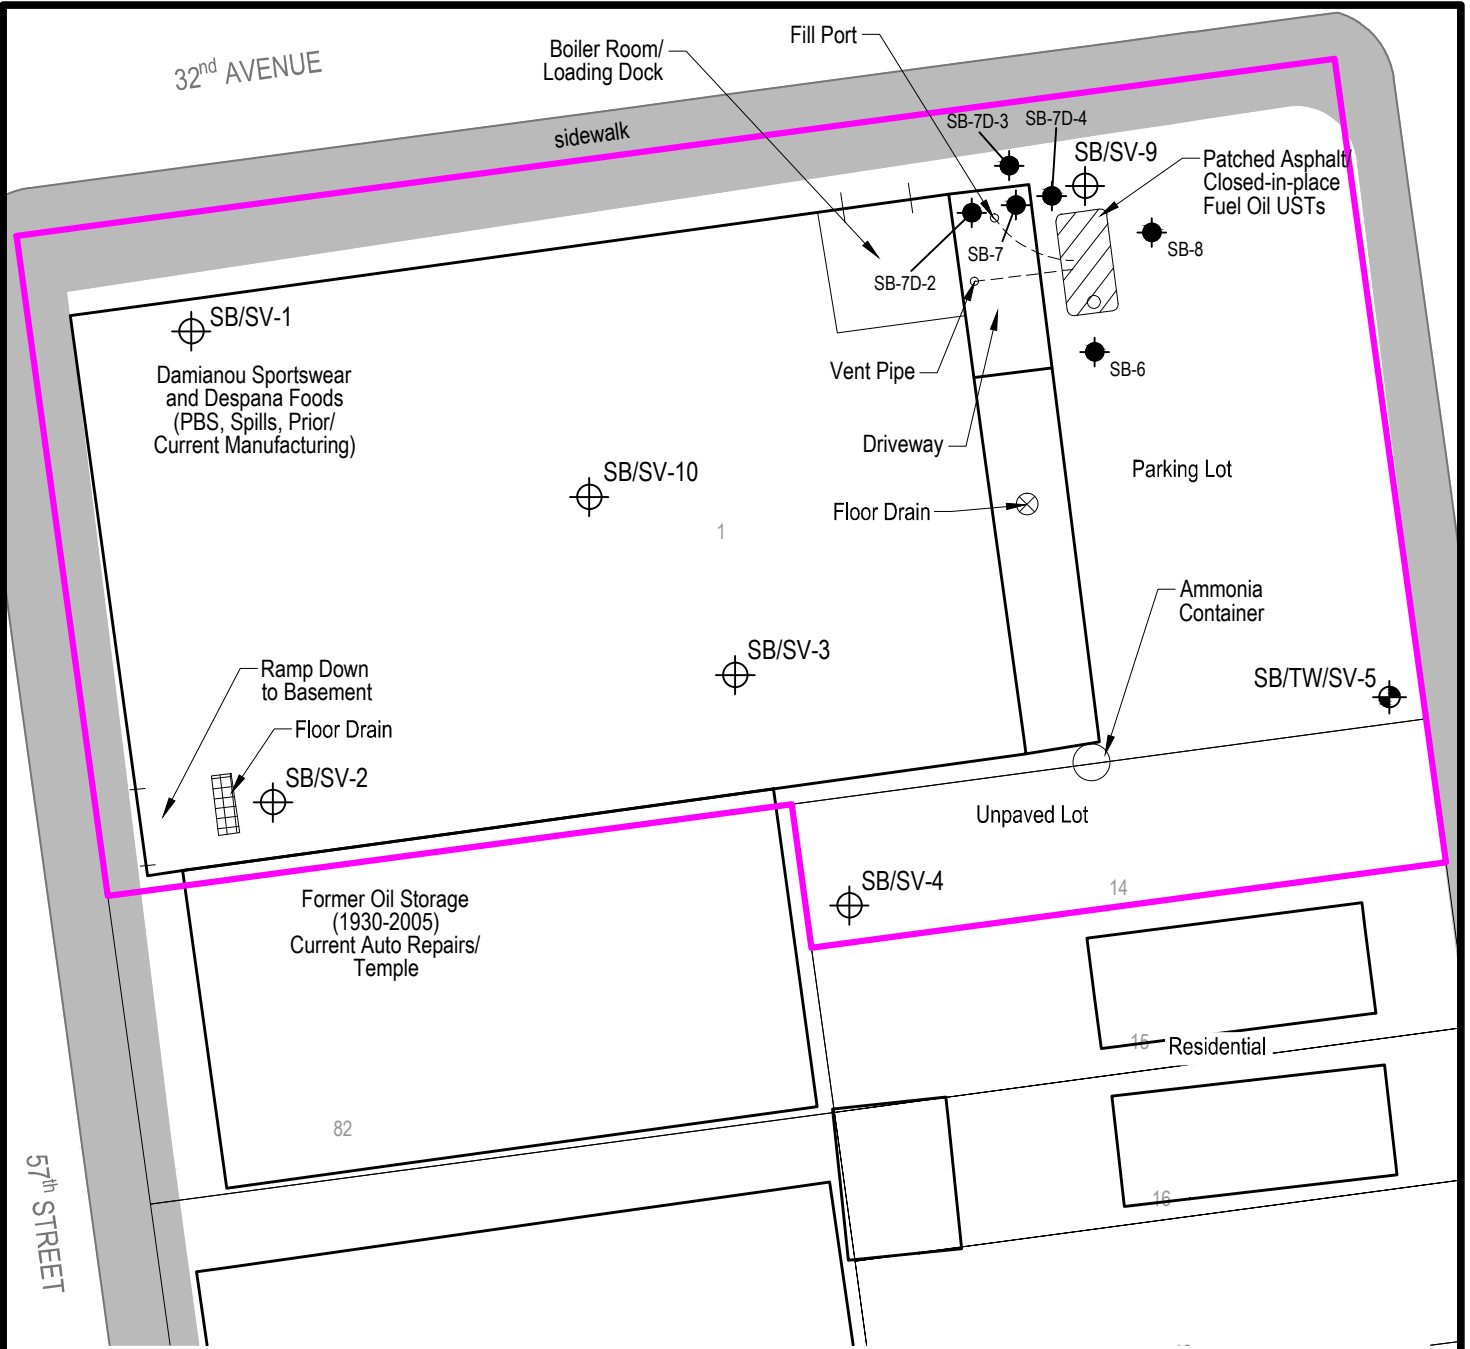 32nd AVENUE
Boiler Room/
Loading Dock
Fill Port
sidewalk
SB-7D-3
SB-7D-4
SB/SV-9
Patched Asphalt/
Closed-in-place
Fuel Oil USTs
SB-8
SB-7
SB-7D-2
SB/SV-1
Damianou Sportswear
and Despana Foods
(PBS, Spills, Prior/
Current Manufacturing)
Vent Pipe
SB-6
Driveway
SB/SV-10
Parking Lot
Floor Drain
1
Ammonia
Container
SB/SV-3
Ramp Down
to Basement
SB/TW/SV-5
Floor Drain
SB/SV-2
Unpaved Lot
SB/SV-4
14
Former Oil Storage
(1930-2005)
Current Auto Repairs/
Temple
15
Residential
82
16
57th STREET